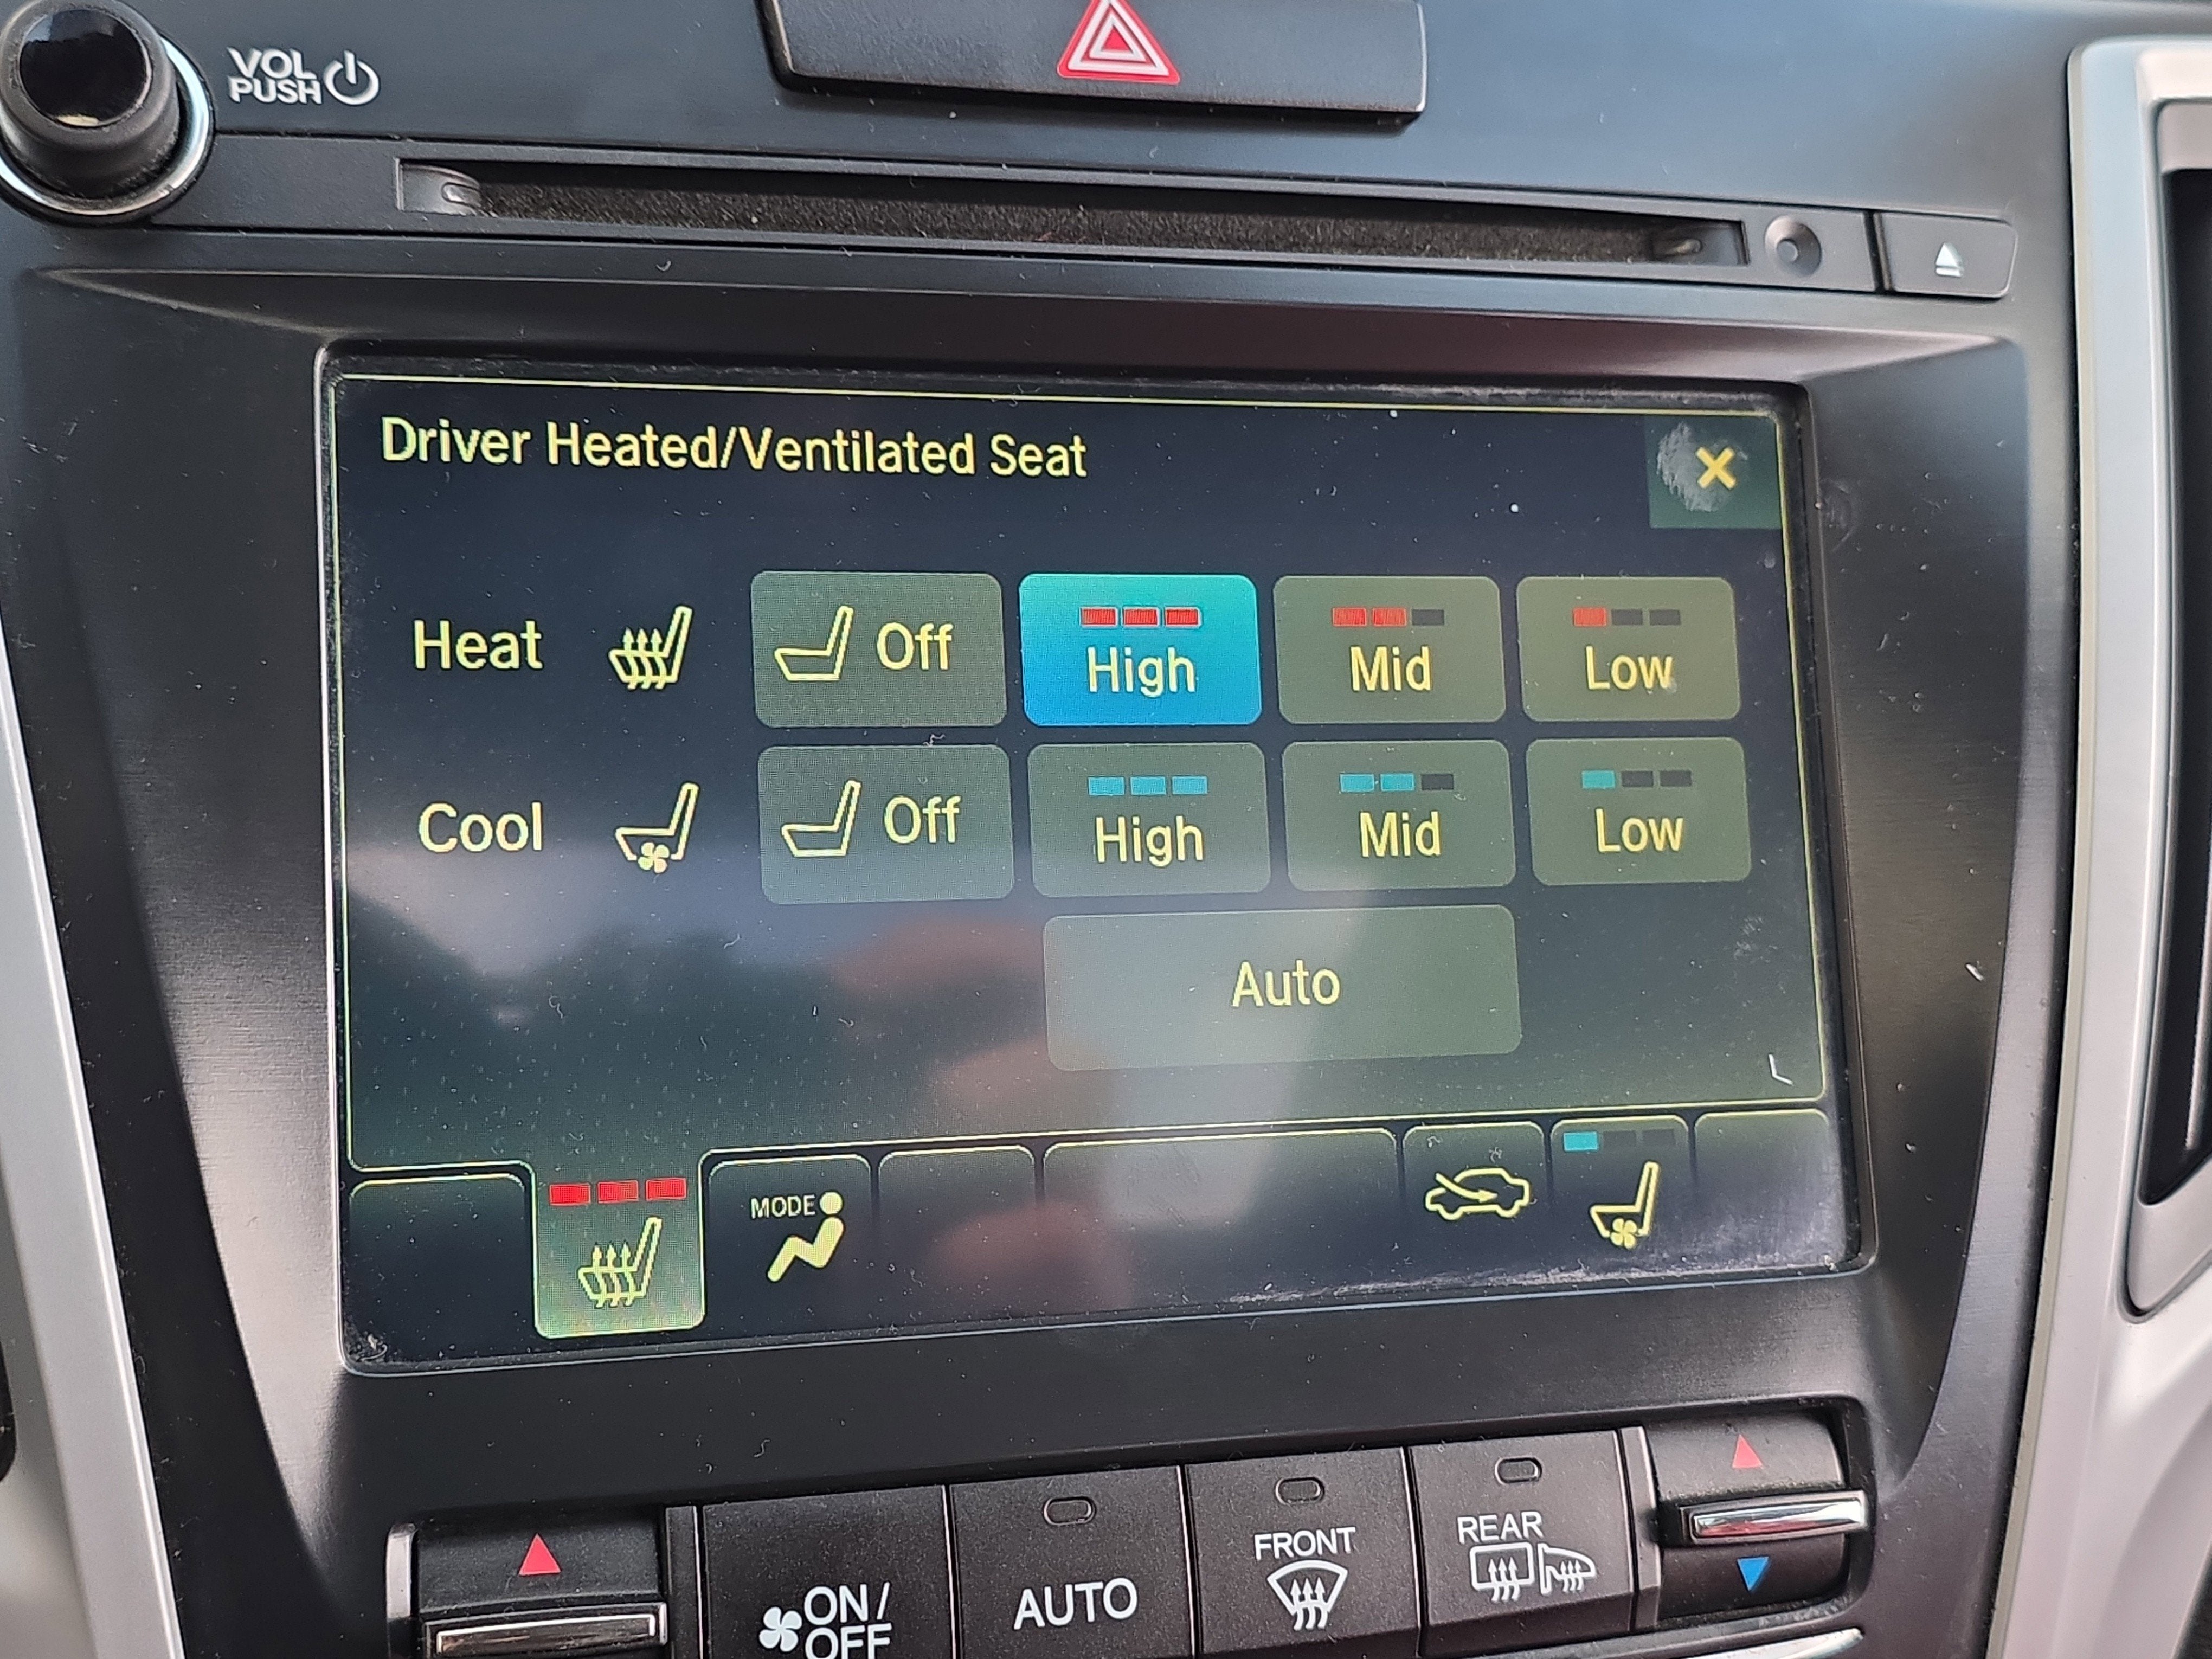 VOL
PUSH
Driver Heated/Ventilated Seat
Heat Off High Mid Low
Cool Off High Mid Low
Auto
MODE
ON/
OFF
AUTO
FRONT
REAR